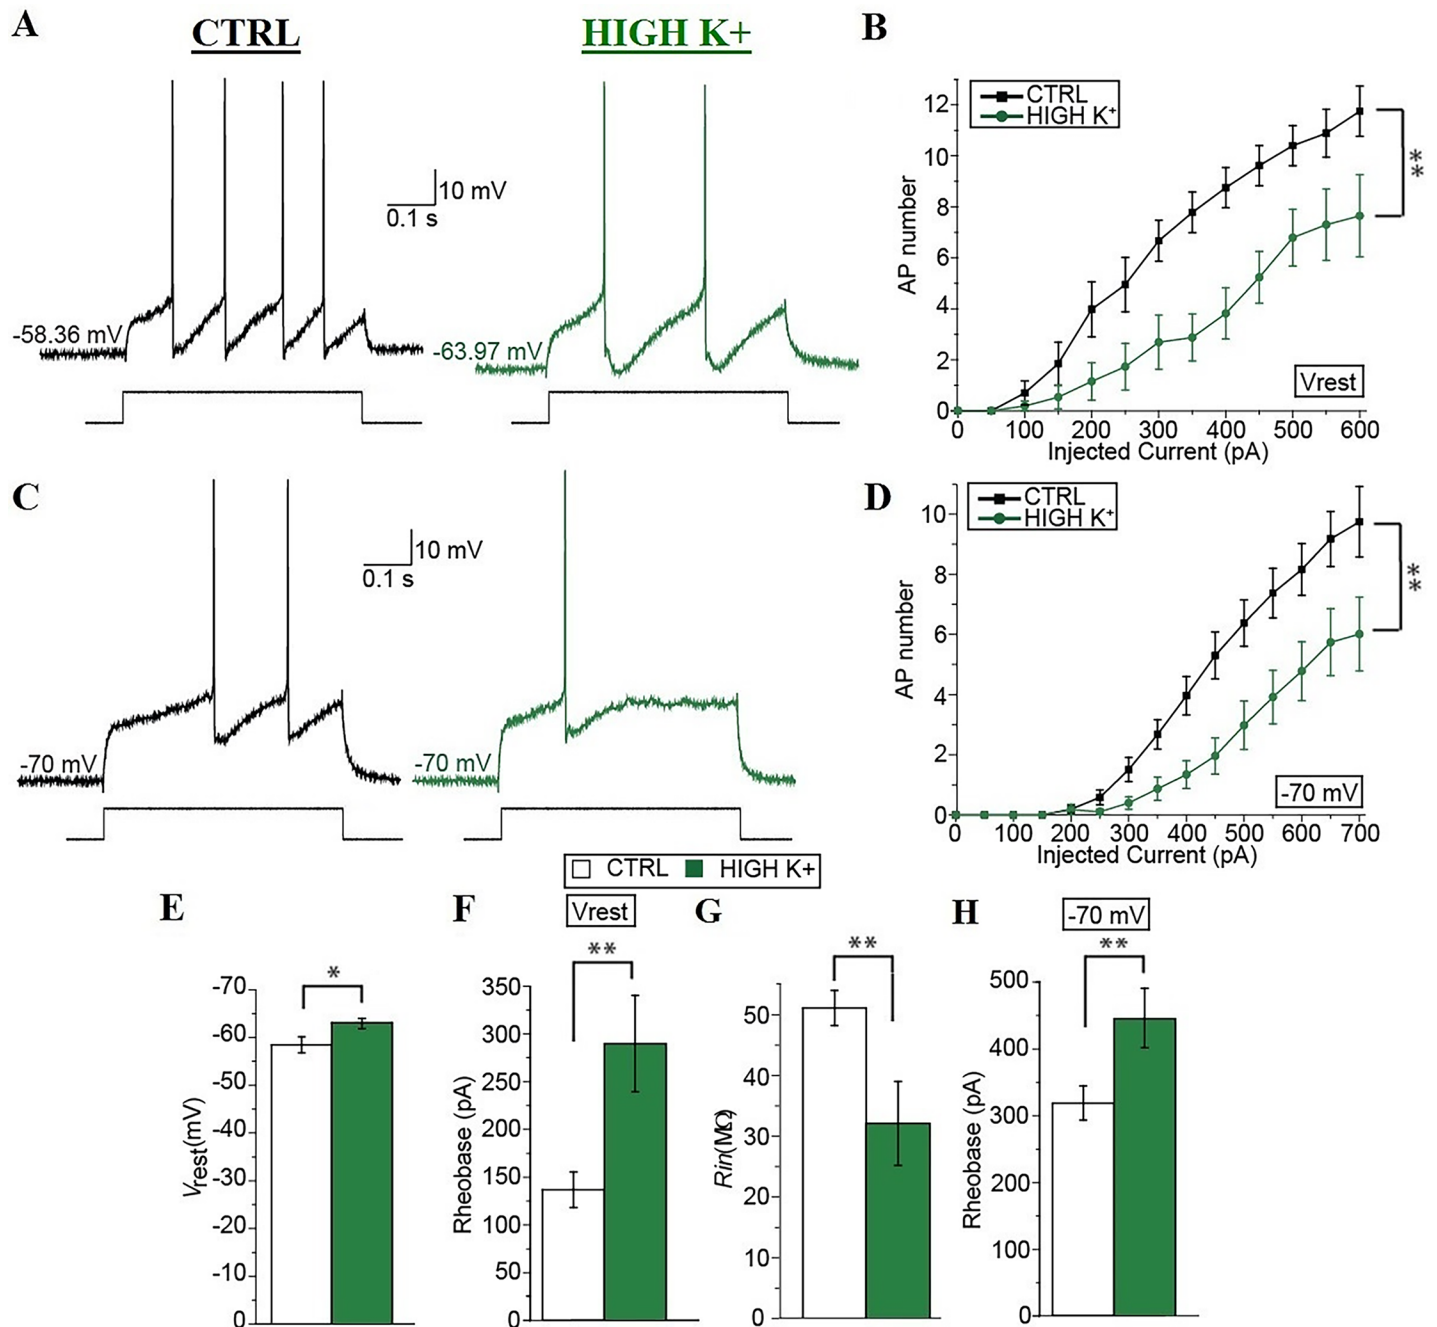 A
CTRL
HIGH K+
10 mV
0.1 s
-58.36 mV
-63.97 mV
B
CTRL
HIGH K+
AP number
12
10
8
6
4
2
0
0 100 200 300 400 500 600
Injected Current (pA)
Vrest
**
C
10 mV
0.1 s
-70 mV
-70 mV
D
CTRL
HIGH K+
AP number
10
8
6
4
2
0
0 100 200 300 400 500 600 700
Injected Current (pA)
-70 mV
**
CTRL HIGH K+
E
*
Vrest(mV)
-70
-60
-50
-40
-30
-20
-10
0
F
Vrest
**
Rheobase (pA)
350
300
250
200
150
100
50
0
G
**
Rin(MΩ)
50
40
30
20
10
0
H
-70 mV
**
Rheobase (pA)
500
400
300
200
100
0